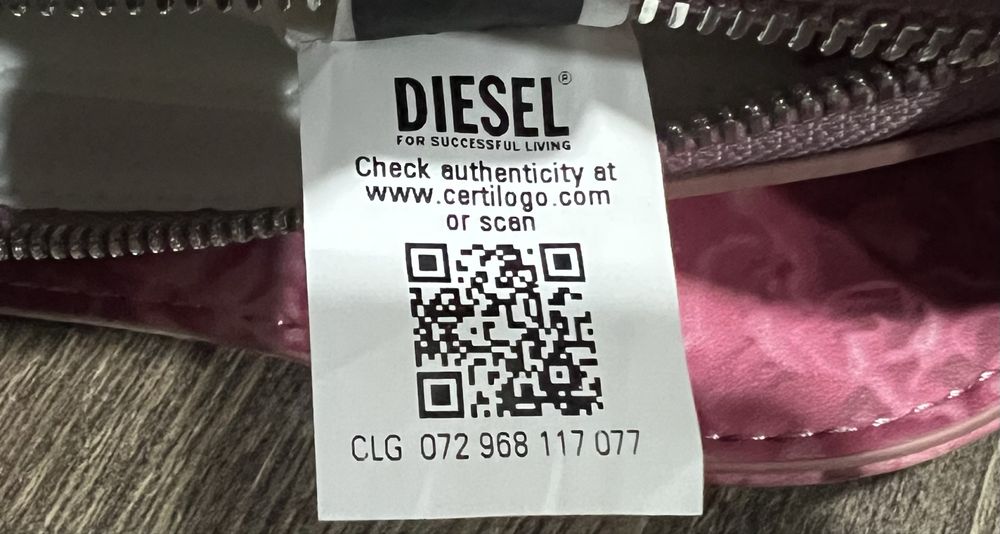 DIESEL®
FOR SUCCESSFUL LIVING
Check authenticity at
www.certilogo.com
or scan
CLG 072 968 117 077